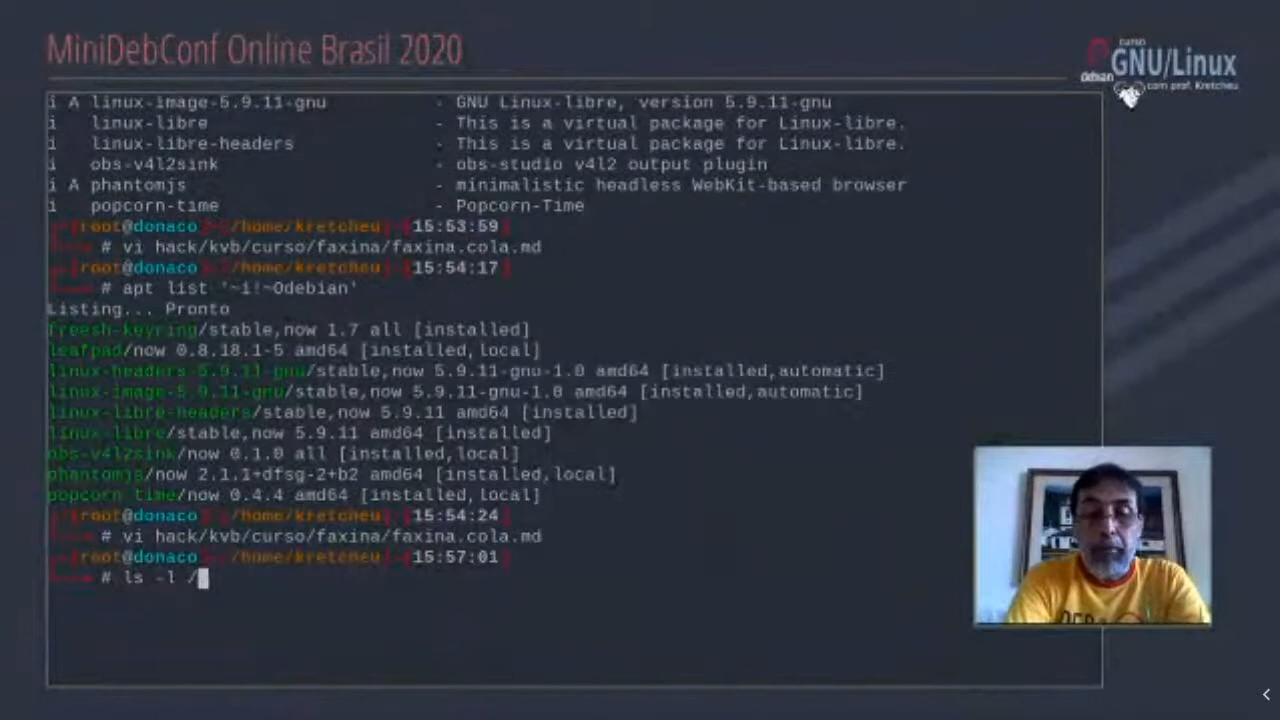 MiniDebConf Online Brasil 2020
curso
GNU/Linux
debian
com prof. Kretcheu
i A linux-image-5.9.11-gnu - GNU Linux-libre, version 5.9.11-gnu
i linux-libre - This is a virtual package for Linux-libre.
i linux-libre-headers - This is a virtual package for Linux-libre.
i obs-v4l2sink - obs-studio v4l2 output plugin
i A phantomjs - minimalistic headless WebKit-based browser
i popcorn-time - Popcorn-Time
[root@donaco]-[/home/kretcheu]-[15:53:59]
# vi hack/kvb/curso/faxina/faxina.cola.md
[root@donaco]-[/home/kretcheu]-[15:54:17]
# apt list '~i!~Odebian'
Listing... Pronto
freesh-keyring/stable,now 1.7 all [installed]
leafpad/now 0.8.18.1-5 amd64 [installed,local]
linux-headers-5.9.11-gnu/stable,now 5.9.11-gnu-1.0 amd64 [installed,automatic]
linux-image-5.9.11-gnu/stable,now 5.9.11-gnu-1.0 amd64 [installed,automatic]
linux-libre-headers/stable,now 5.9.11 amd64 [installed]
linux-libre/stable,now 5.9.11 amd64 [installed]
obs-v4l2sink/now 0.1.0 all [installed,local]
phantomjs/now 2.1.1+dfsg-2+b2 amd64 [installed,local]
popcorn-time/now 0.4.4 amd64 [installed,local]
[root@donaco]-[/home/kretcheu]-[15:54:24]
# vi hack/kvb/curso/faxina/faxina.cola.md
[root@donaco]-[/home/kretcheu]-[15:57:01]
# ls -l /